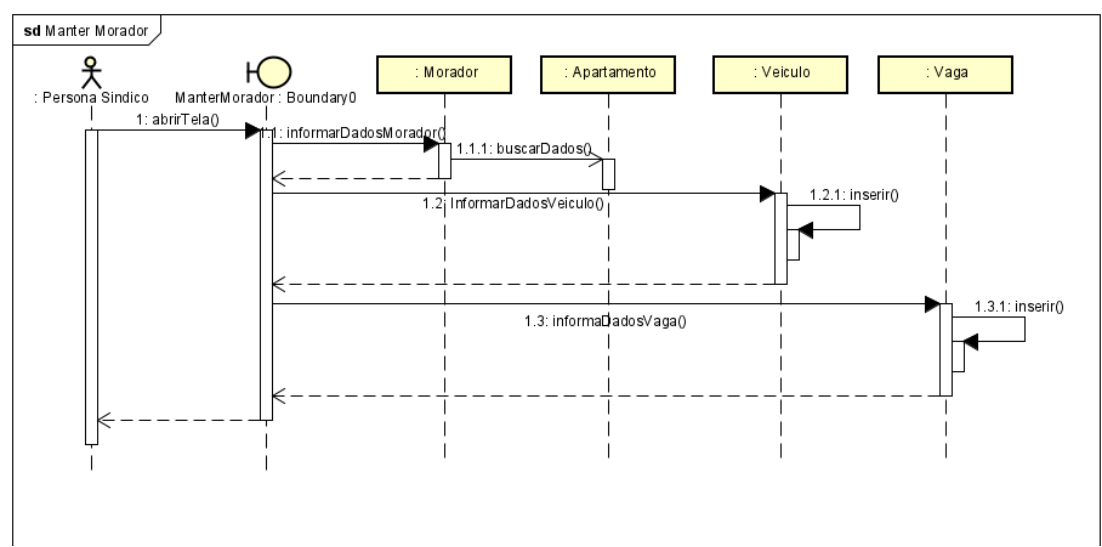 sd Manter Morador
: Persona Sindico
ManterMorador : Boundary0
: Morador
: Apartamento
: Veiculo
: Vaga
1: abrirTela()
1.1: informarDadosMorador()
1.1.1: buscarDados()
1.2: InformarDadosVeiculo()
1.2.1: inserir()
1.3: informaDadosVaga()
1.3.1: inserir()